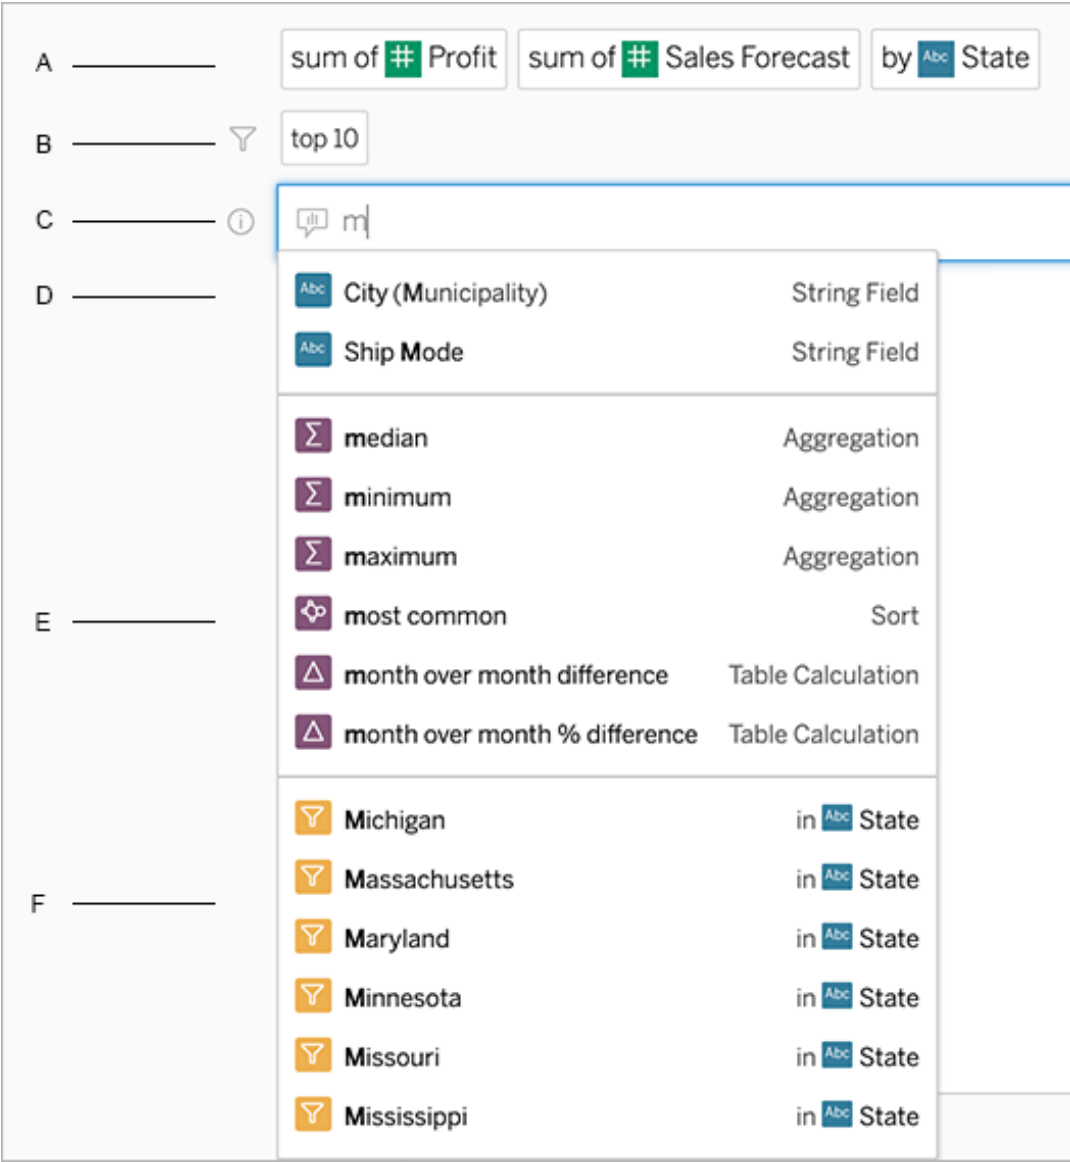 A sum of # Profit sum of # Sales Forecast by Abc State
B top 10
C m
D Abc City (Municipality) String Field
Abc Ship Mode String Field
Σ median Aggregation
Σ minimum Aggregation
Σ maximum Aggregation
E most common Sort
month over month difference Table Calculation
month over month % difference Table Calculation
Michigan in Abc State
Massachusetts in Abc State
F
Maryland in Abc State
Minnesota in Abc State
Missouri in Abc State
Mississippi in Abc State